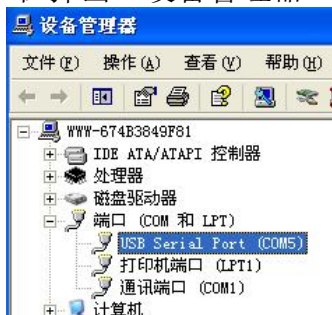 设备管理器
文件(F) 操作(A) 查看(V) 帮助(H)
WWW-674B3849F81
IDE ATA/ATAPI 控制器
处理器
磁盘驱动器
端口 (COM 和 LPT)
USB Serial Port (COM5)
打印机端口 (LPT1)
通讯端口 (COM1)
计算机